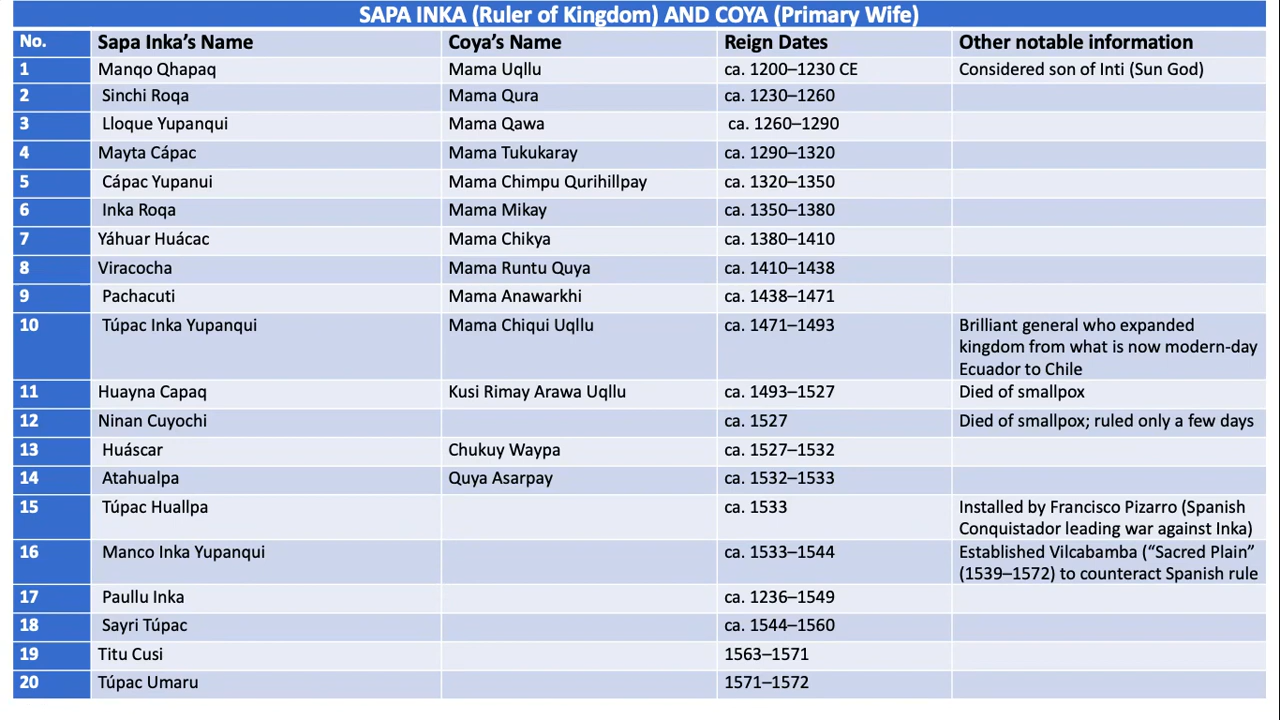 SAPA INKA (Ruler of Kingdom) AND COYA (Primary Wife)
No. Sapa Inka's Name Coya's Name Reign Dates Other notable information
1 Manqo Qhapaq Mama Uqllu ca. 1200–1230 CE Considered son of Inti (Sun God)
2 Sinchi Roqa Mama Qura ca. 1230–1260
3 Lloque Yupanqui Mama Qawa ca. 1260–1290
4 Mayta Cápac Mama Tukukaray ca. 1290–1320
5 Cápac Yupanui Mama Chimpu Qurihillpay ca. 1320–1350
6 Inka Roqa Mama Mikay ca. 1350–1380
7 Yáhuar Huácac Mama Chikya ca. 1380–1410
8 Viracocha Mama Runtu Quya ca. 1410–1438
9 Pachacuti Mama Anawarkhi ca. 1438–1471
10 Túpac Inka Yupanqui Mama Chiqui Uqllu ca. 1471–1493 Brilliant general who expanded
kingdom from what is now modern-day
Ecuador to Chile
11 Huayna Capaq Kusi Rimay Arawa Uqllu ca. 1493–1527 Died of smallpox
12 Ninan Cuyochi ca. 1527 Died of smallpox; ruled only a few days
13 Huáscar Chukuy Waypa ca. 1527–1532
14 Atahualpa Quya Asarpay ca. 1532–1533
15 Túpac Huallpa ca. 1533 Installed by Francisco Pizarro (Spanish
Conquistador leading war against Inka)
16 Manco Inka Yupanqui ca. 1533–1544 Established Vilcabamba (“Sacred Plain”
(1539–1572) to counteract Spanish rule
17 Paullu Inka ca. 1236–1549
18 Sayri Túpac ca. 1544–1560
19 Titu Cusi 1563–1571
20 Túpac Umaru 1571–1572